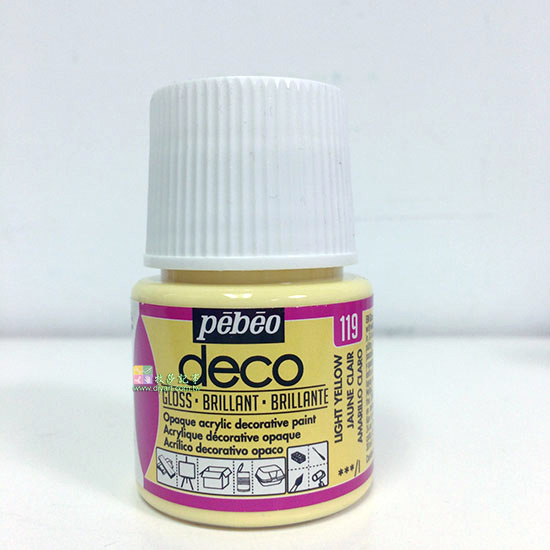 pēbēo
deco
GLOSS • BRILLANT • BRILLANTE
Opaque acrylic decorative paint
Acrylique décorative opaque
Acrílico decorativo opaco
119
LIGHT YELLOW
JAUNE CLAIR
AMARILLO CLARO
***/I